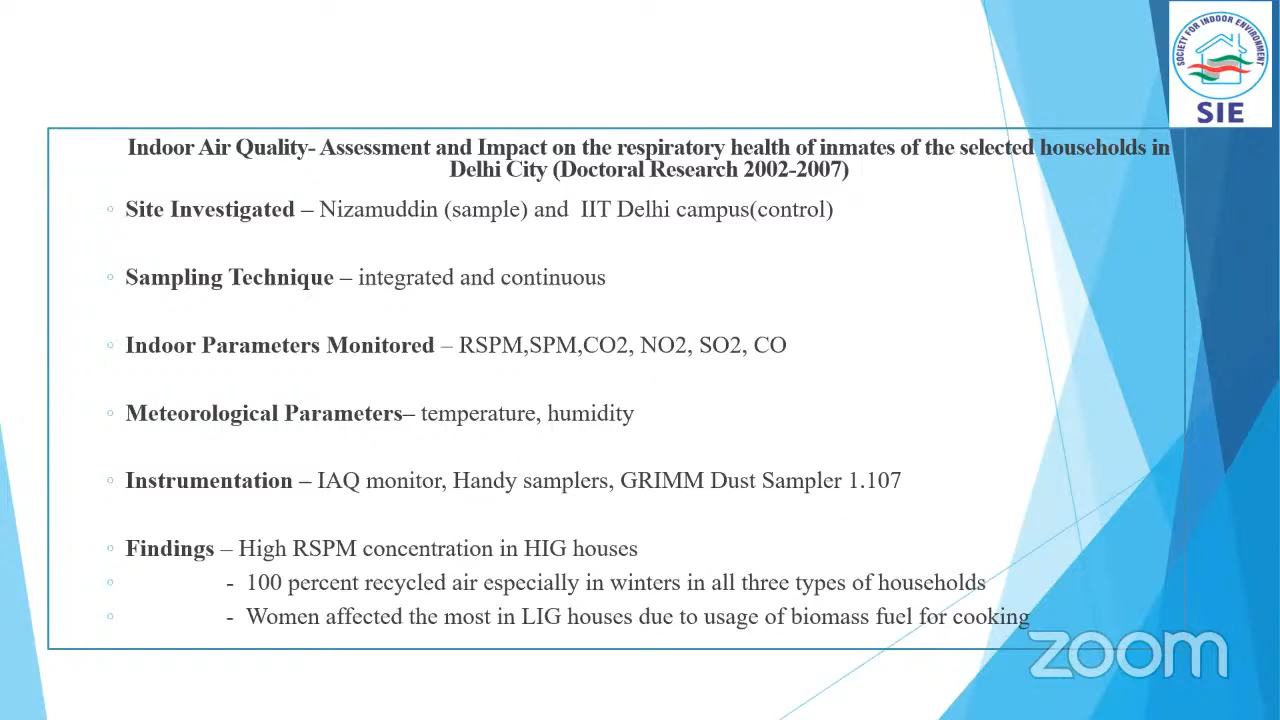 SOCIETY FOR INDOOR ENVIRONMENT
SIE
Indoor Air Quality- Assessment and Impact on the respiratory health of inmates of the selected households in
Delhi City (Doctoral Research 2002-2007)
◦ Site Investigated – Nizamuddin (sample) and IIT Delhi campus(control)
◦ Sampling Technique – integrated and continuous
◦ Indoor Parameters Monitored – RSPM,SPM,CO2, NO2, SO2, CO
◦ Meteorological Parameters– temperature, humidity
◦ Instrumentation – IAQ monitor, Handy samplers, GRIMM Dust Sampler 1.107
◦ Findings – High RSPM concentration in HIG houses
◦ - 100 percent recycled air especially in winters in all three types of households
◦ - Women affected the most in LIG houses due to usage of biomass fuel for cooking
zoom